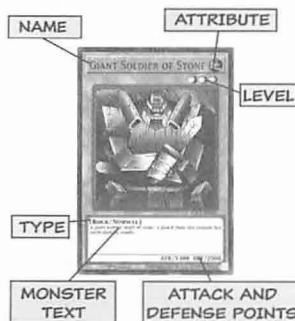 NAME
ATTRIBUTE
GIANT SOLDIER OF STONE
LEVEL
TYPE
[ROCK/NORMAL]
MONSTER
TEXT
ATTACK AND
DEFENSE POINTS